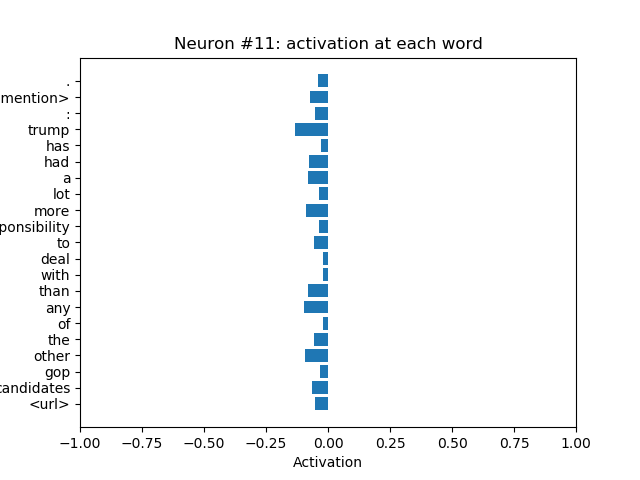 Neuron #11: activation at each word
.
mention>
:
trump
has
had
a
lot
more
ponsibility
to
deal
with
than
any
of
the
other
gop
candidates
<url>
−1.00 −0.75 −0.50 −0.25 0.00 0.25 0.50 0.75 1.00
Activation